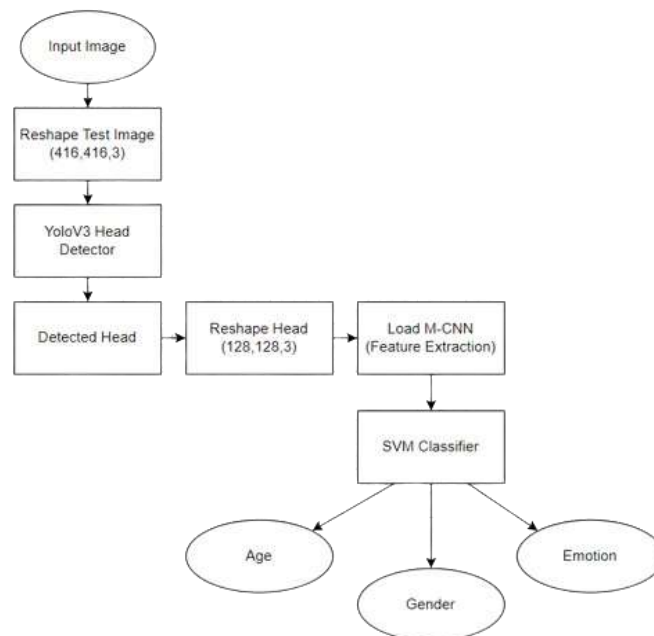 Input Image
Reshape Test Image
(416,416,3)
YoloV3 Head
Detector
Detected Head
Reshape Head
(128,128,3)
Load M-CNN
(Feature Extraction)
SVM Classifier
Age
Gender
Emotion